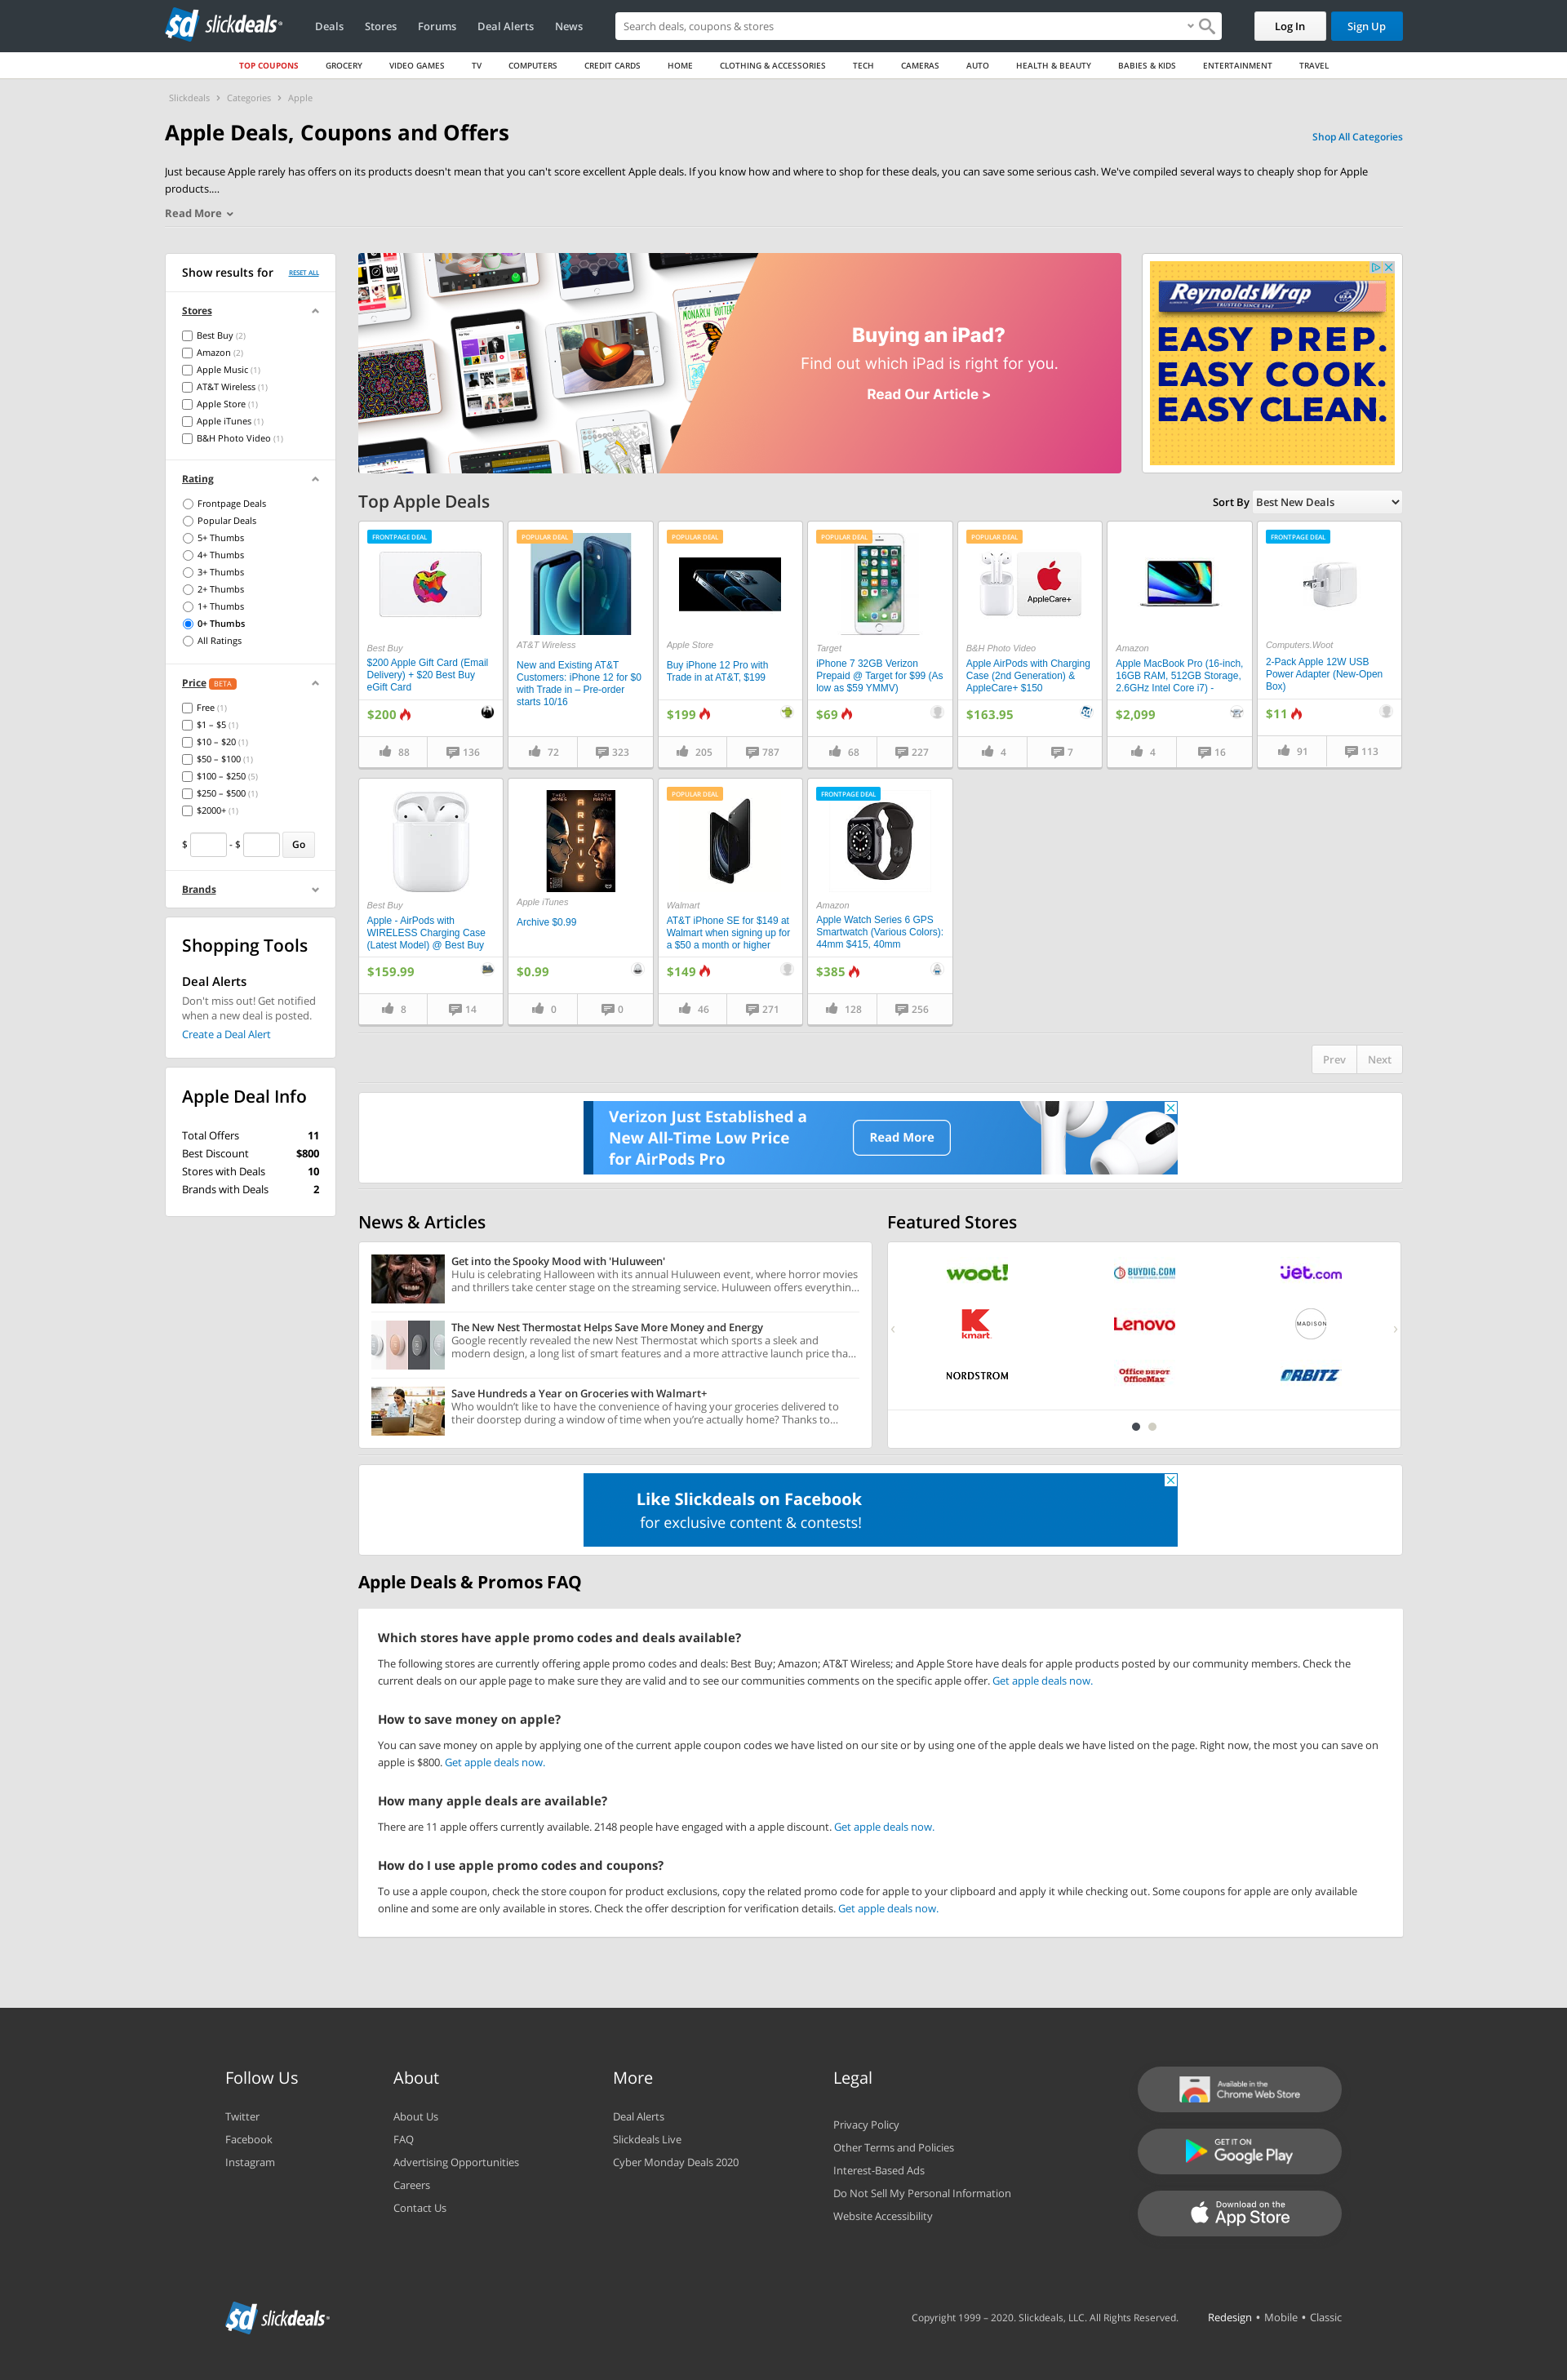 sd slickdeals
Deals Stores Forums Deal Alerts News
Search deals, coupons & stores
Log In
Sign Up
TOP COUPONS GROCERY VIDEO GAMES TV COMPUTERS CREDIT CARDS HOME CLOTHING & ACCESSORIES TECH CAMERAS AUTO HEALTH & BEAUTY BABIES & KIDS ENTERTAINMENT TRAVEL
Slickdeals › Categories › Apple
Apple Deals, Coupons and Offers
Shop All Categories
Just because Apple rarely has offers on its products doesn't mean that you can't score excellent Apple deals. If you know how and where to shop for these deals, you can save some serious cash. We've compiled several ways to cheaply shop for Apple
products....
Read More
Show results for RESET ALL
Stores
Best Buy (2)
Amazon (2)
Apple Music (1)
AT&T Wireless (1)
Apple Store (1)
Apple iTunes (1)
B&H Photo Video (1)
Rating
Frontpage Deals
Popular Deals
5+ Thumbs
4+ Thumbs
3+ Thumbs
2+ Thumbs
1+ Thumbs
0+ Thumbs
All Ratings
Price BETA
Free (1)
$1 – $5 (1)
$10 – $20 (1)
$50 – $100 (1)
$100 – $250 (5)
$250 – $500 (1)
$2000+ (1)
$ - $ Go
Brands
Shopping Tools
Deal Alerts
Don't miss out! Get notified
when a new deal is posted.
Create a Deal Alert
Apple Deal Info
Total Offers 11
Best Discount $800
Stores with Deals 10
Brands with Deals 2
Buying an iPad?
Find out which iPad is right for you.
Read Our Article >
Reynolds Wrap
TRUSTED SINCE 1947
EASY PREP.
EASY COOK.
EASY CLEAN.
Top Apple Deals
Sort By Best New Deals
FRONTPAGE DEAL
Best Buy
$200 Apple Gift Card (Email
Delivery) + $20 Best Buy
eGift Card
$200
88 136
POPULAR DEAL
AT&T Wireless
New and Existing AT&T
Customers: iPhone 12 for $0
with Trade in – Pre-order
starts 10/16
72 323
POPULAR DEAL
Apple Store
Buy iPhone 12 Pro with
Trade in at AT&T, $199
$199
205 787
POPULAR DEAL
Target
iPhone 7 32GB Verizon
Prepaid @ Target for $99 (As
low as $59 YMMV)
$69
68 227
POPULAR DEAL
AppleCare+
B&H Photo Video
Apple AirPods with Charging
Case (2nd Generation) &
AppleCare+ $150
$163.95
4 7
Amazon
Apple MacBook Pro (16-inch,
16GB RAM, 512GB Storage,
2.6GHz Intel Core i7) -
$2,099
4 16
FRONTPAGE DEAL
Computers.Woot
2-Pack Apple 12W USB
Power Adapter (New-Open
Box)
$11
91 113
Best Buy
Apple - AirPods with
WIRELESS Charging Case
(Latest Model) @ Best Buy
$159.99
8 14
THEO JAMES STACY MARTIN
ARCHIVE
Apple iTunes
Archive $0.99
$0.99
0 0
POPULAR DEAL
Walmart
AT&T iPhone SE for $149 at
Walmart when signing up for
a $50 a month or higher
$149
46 271
FRONTPAGE DEAL
Amazon
Apple Watch Series 6 GPS
Smartwatch (Various Colors):
44mm $415, 40mm
$385
128 256
Prev Next
Verizon Just Established a
New All-Time Low Price
for AirPods Pro
Read More
News & Articles
Get into the Spooky Mood with 'Huluween'
Hulu is celebrating Halloween with its annual Huluween event, where horror movies
and thrillers take center stage on the streaming service. Huluween offers everythin...
The New Nest Thermostat Helps Save More Money and Energy
Google recently revealed the new Nest Thermostat which sports a sleek and
modern design, a long list of smart features and a more attractive launch price tha...
Save Hundreds a Year on Groceries with Walmart+
Who wouldn’t like to have the convenience of having your groceries delivered to
their doorstep during a window of time when you’re actually home? Thanks to...
Featured Stores
woot! BUYDIG.COM Jet.com
kmart Lenovo MADISON
NORDSTROM Office DEPOT OfficeMax ORBITZ
Like Slickdeals on Facebook
for exclusive content & contests!
Apple Deals & Promos FAQ
Which stores have apple promo codes and deals available?
The following stores are currently offering apple promo codes and deals: Best Buy; Amazon; AT&T Wireless; and Apple Store have deals for apple products posted by our community members. Check the
current deals on our apple page to make sure they are valid and to see our communities comments on the specific apple offer. Get apple deals now.
How to save money on apple?
You can save money on apple by applying one of the current apple coupon codes we have listed on our site or by using one of the apple deals we have listed on the page. Right now, the most you can save on
apple is $800. Get apple deals now.
How many apple deals are available?
There are 11 apple offers currently available. 2148 people have engaged with a apple discount. Get apple deals now.
How do I use apple promo codes and coupons?
To use a apple coupon, check the store coupon for product exclusions, copy the related promo code for apple to your clipboard and apply it while checking out. Some coupons for apple are only available
online and some are only available in stores. Check the offer description for verification details. Get apple deals now.
Follow Us
Twitter
Facebook
Instagram
About
About Us
FAQ
Advertising Opportunities
Careers
Contact Us
More
Deal Alerts
Slickdeals Live
Cyber Monday Deals 2020
Legal
Privacy Policy
Other Terms and Policies
Interest-Based Ads
Do Not Sell My Personal Information
Website Accessibility
Available in the
Chrome Web Store
GET IT ON
Google Play
Download on the
App Store
sd slickdeals
Copyright 1999 – 2020. Slickdeals, LLC. All Rights Reserved. Redesign • Mobile • Classic